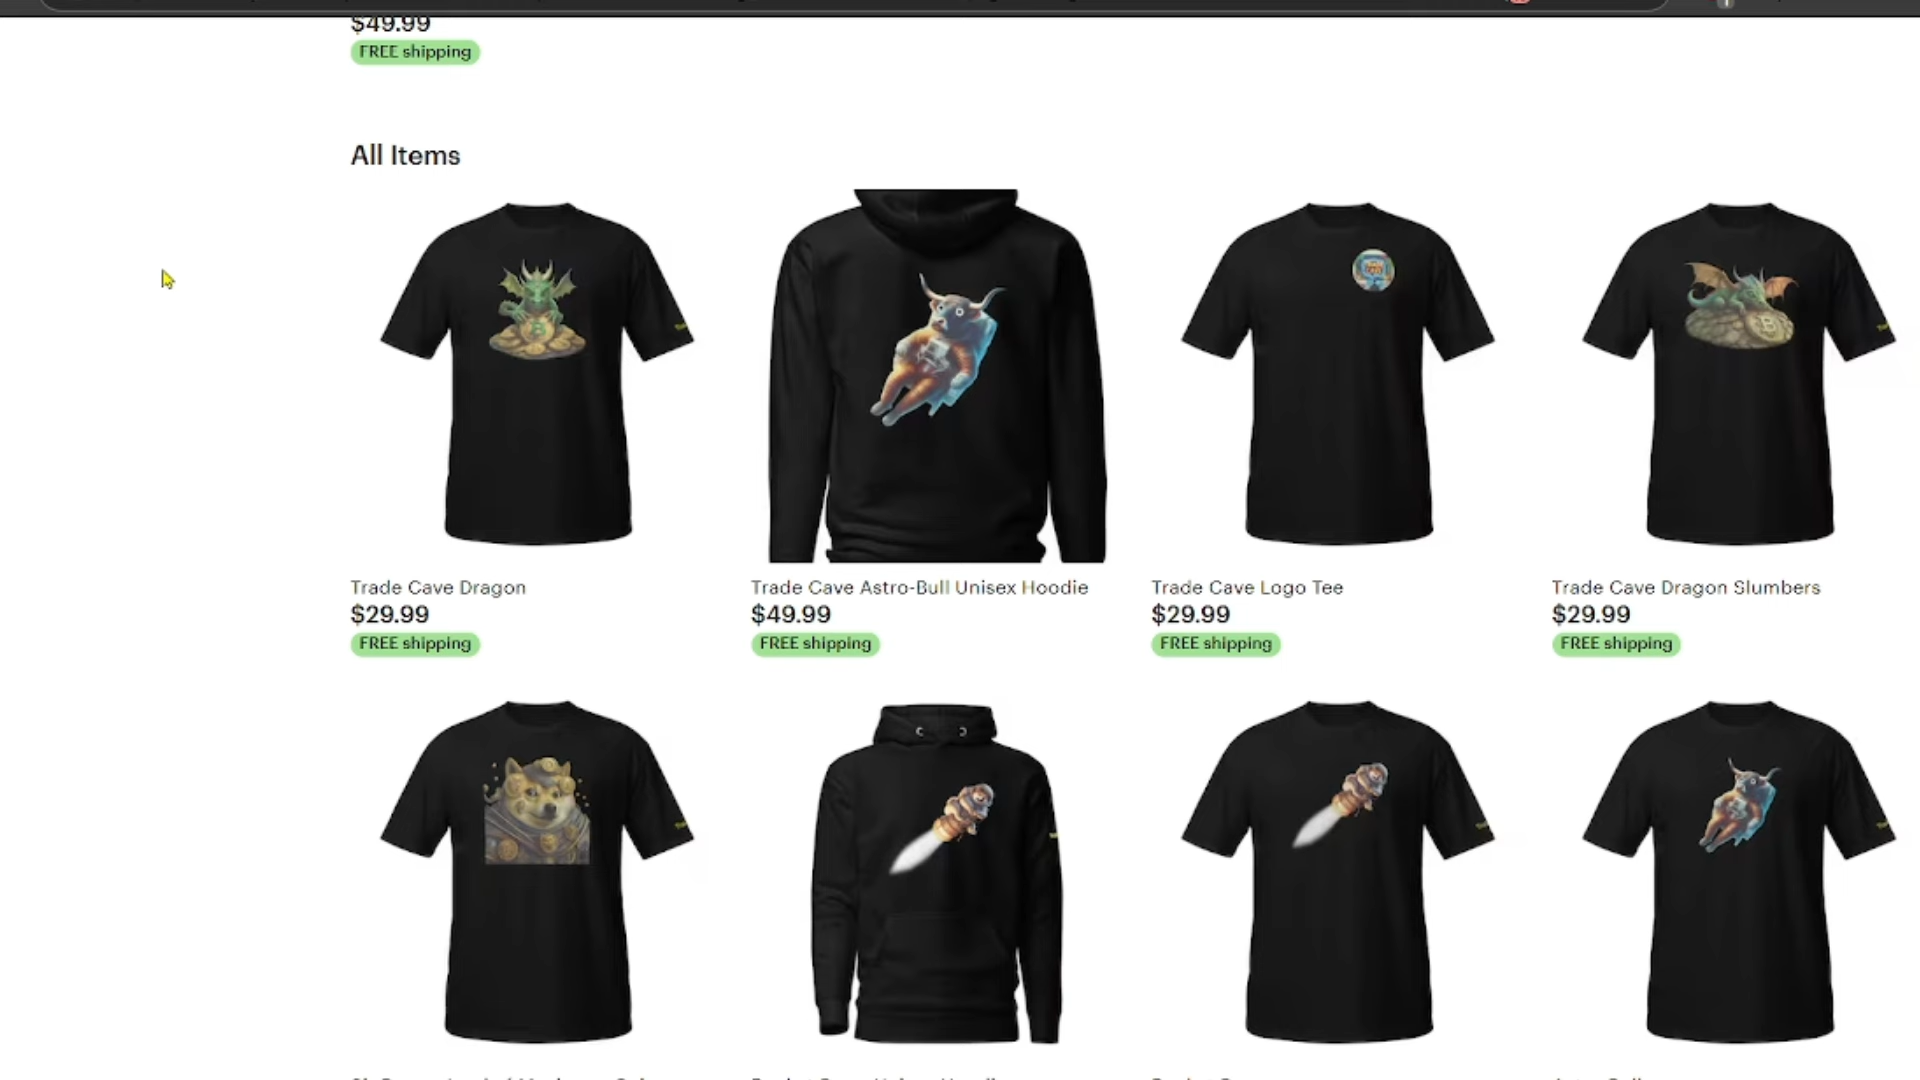 $49.99
FREE shipping
All Items
Trade Cave Dragon
$29.99
FREE shipping
Trade Cave Astro-Bull Unisex Hoodie
$49.99
FREE shipping
Trade Cave Logo Tee
$29.99
FREE shipping
Trade Cave Dragon Slumbers
$29.99
FREE shipping